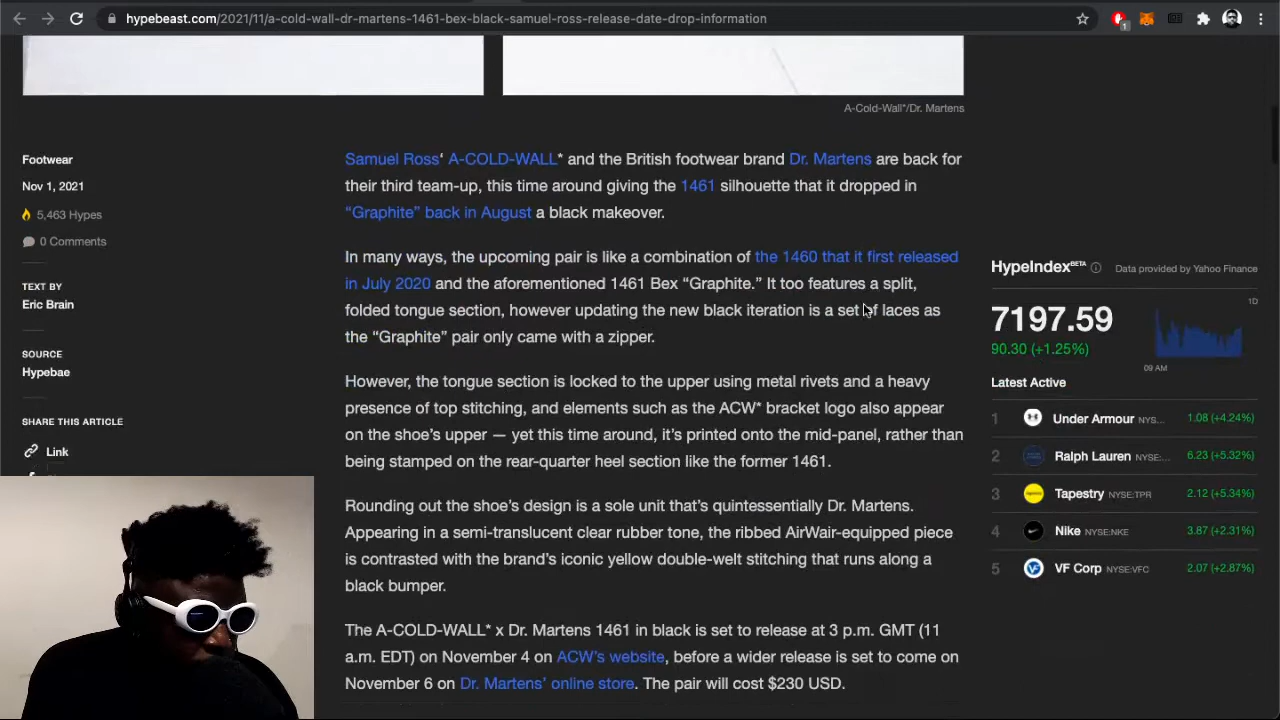 hypebeast.com/2021/11/a-cold-wall-dr-martens-1461-bex-black-samuel-ross-release-date-drop-information
1
A-Cold-Wall*/Dr. Martens
Footwear
Nov 1, 2021
5,463 Hypes
0 Comments
TEXT BY
Eric Brain
SOURCE
Hypebae
SHARE THIS ARTICLE
Link
Samuel Ross‘ A-COLD-WALL* and the British footwear brand Dr. Martens are back for
their third team-up, this time around giving the 1461 silhouette that it dropped in
“Graphite” back in August a black makeover.
In many ways, the upcoming pair is like a combination of the 1460 that it first released
in July 2020 and the aforementioned 1461 Bex “Graphite.” It too features a split,
folded tongue section, however updating the new black iteration is a set of laces as
the “Graphite” pair only came with a zipper.
However, the tongue section is locked to the upper using metal rivets and a heavy
presence of top stitching, and elements such as the ACW* bracket logo also appear
on the shoe’s upper — yet this time around, it’s printed onto the mid-panel, rather than
being stamped on the rear-quarter heel section like the former 1461.
Rounding out the shoe’s design is a sole unit that’s quintessentially Dr. Martens.
Appearing in a semi-translucent clear rubber tone, the ribbed AirWair-equipped piece
is contrasted with the brand’s iconic yellow double-welt stitching that runs along a
black bumper.
The A-COLD-WALL* x Dr. Martens 1461 in black is set to release at 3 p.m. GMT (11
a.m. EDT) on November 4 on ACW’s website, before a wider release is set to come on
November 6 on Dr. Martens’ online store. The pair will cost $230 USD.
HypeIndex BETA Data provided by Yahoo Finance
1D
7197.59
90.30 (+1.25%)
09 AM
Latest Active
1 Under Armour NYS... 1.08 (+4.24%)
2 Ralph Lauren NYSE:... 6.23 (+5.32%)
3 Tapestry NYSE:TPR 2.12 (+5.34%)
4 Nike NYSE:NKE 3.87 (+2.31%)
5 VF Corp NYSE:VFC 2.07 (+2.87%)